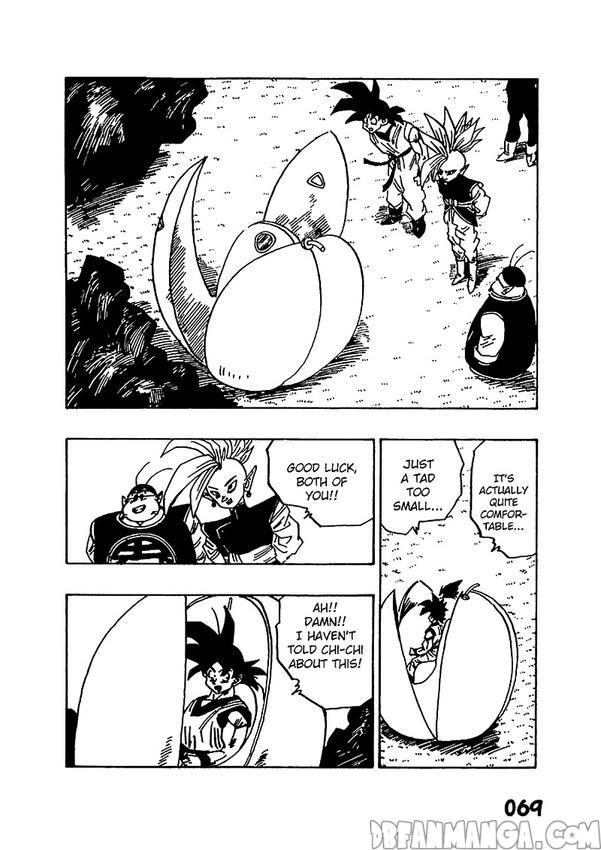 IT'S
ACTUALLY
QUITE
COMFOR-
TABLE...
JUST
A TAD
TOO
SMALL...
GOOD LUCK,
BOTH OF
YOU!!
AH!!
DAMN!!
I HAVEN'T
TOLD CHI-CHI
ABOUT THIS!
069
DBFANMANGA.COM